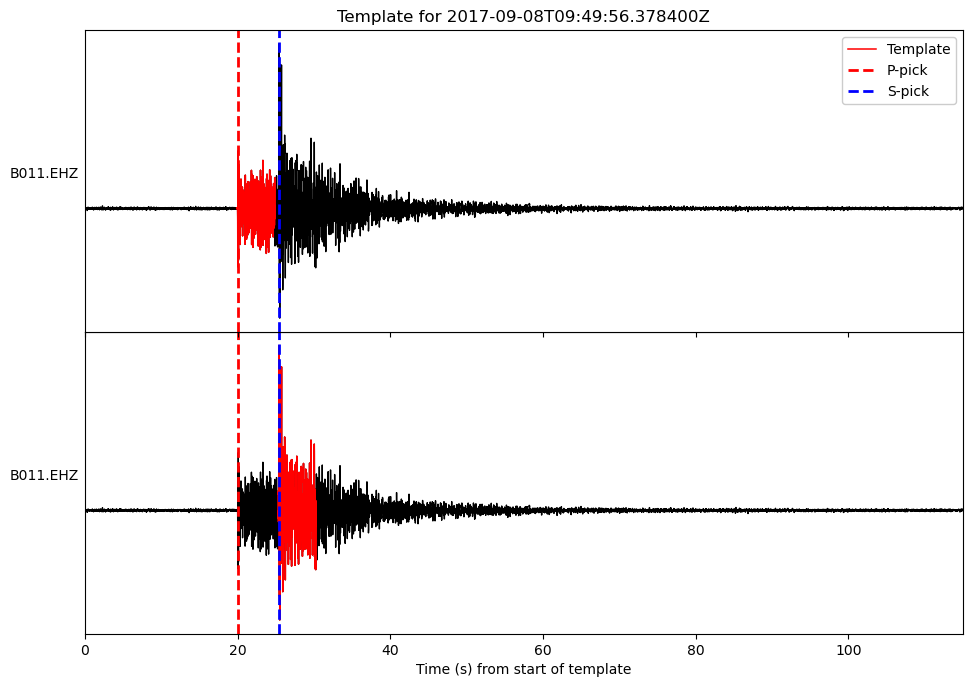 Template for 2017-09-08T09:49:56.378400Z
Template
P-pick
S-pick
B011.EHZ
B011.EHZ
0 20 40 60 80 100
Time (s) from start of template